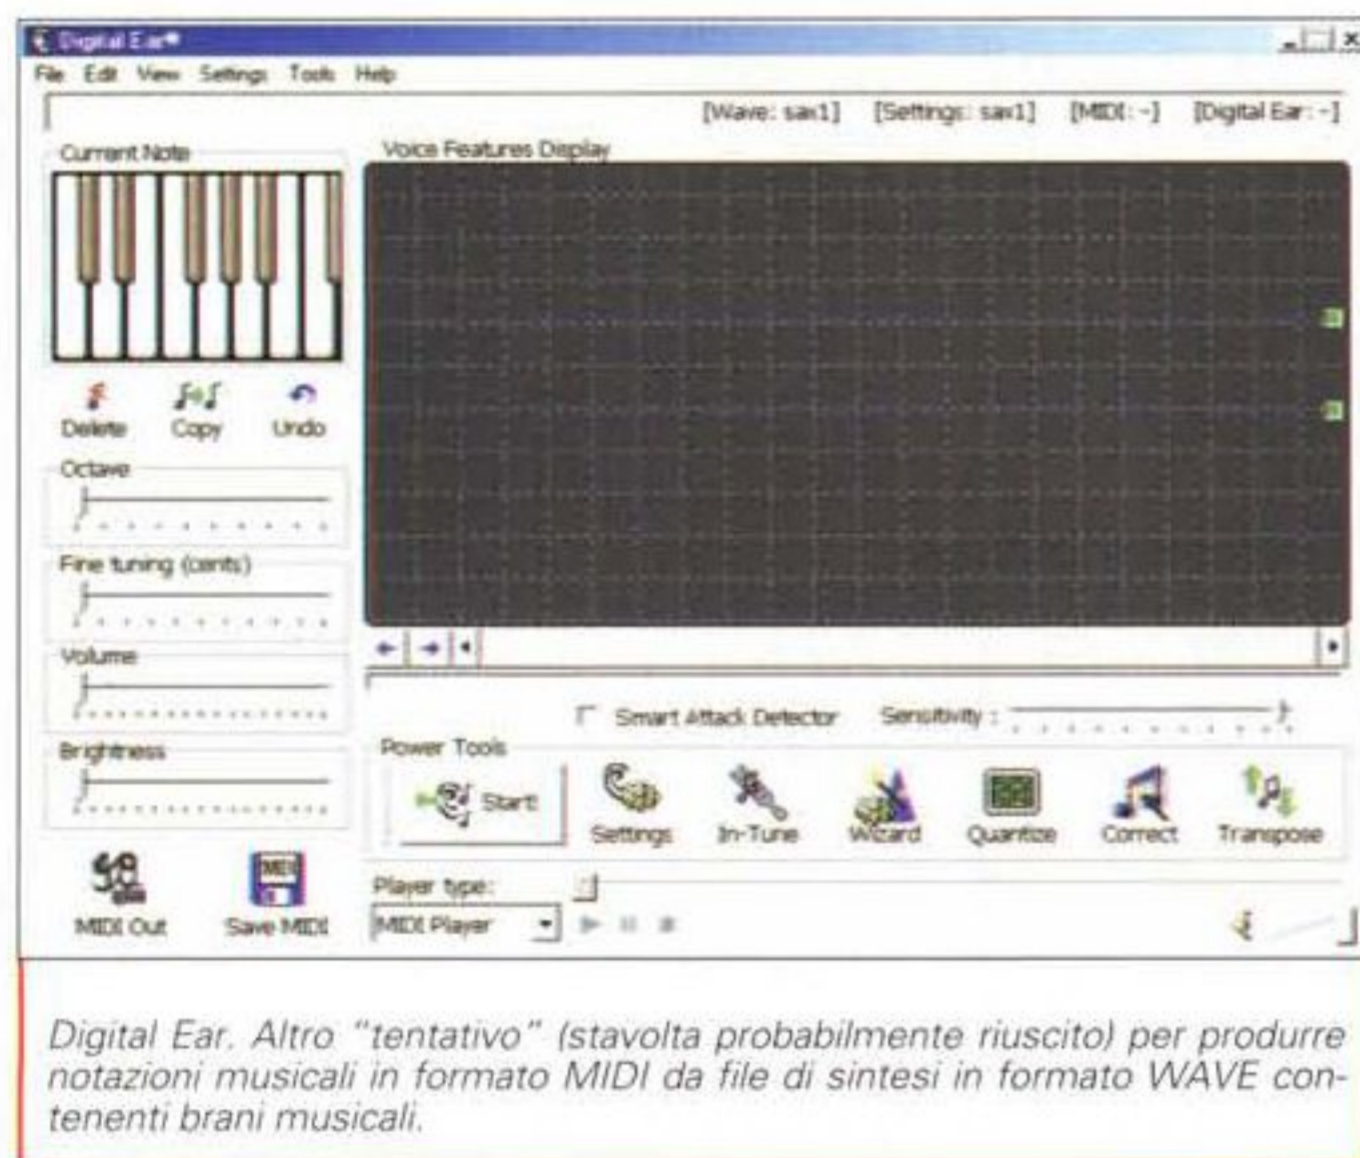 Digital Ear®
File Edit View Settings Tools Help
[Wave: sax1] [Settings: sax1] [MIDI: -] [Digital Ear: -]
Current Note
Voice Features Display
Delete Copy Undo
Octave
Fine tuning (cents)
Volume
Smart Attack Detector Sensitivity :
Brightness
Power Tools
Start!
Settings In-Tune Wizard Quantize Correct Transpose
MIDI
MIDI Out Save MIDI
Player type:
MIDI Player
Digital Ear. Altro "tentativo" (stavolta probabilmente riuscito) per produrre
notazioni musicali in formato MIDI da file di sintesi in formato WAVE con-
tenenti brani musicali.